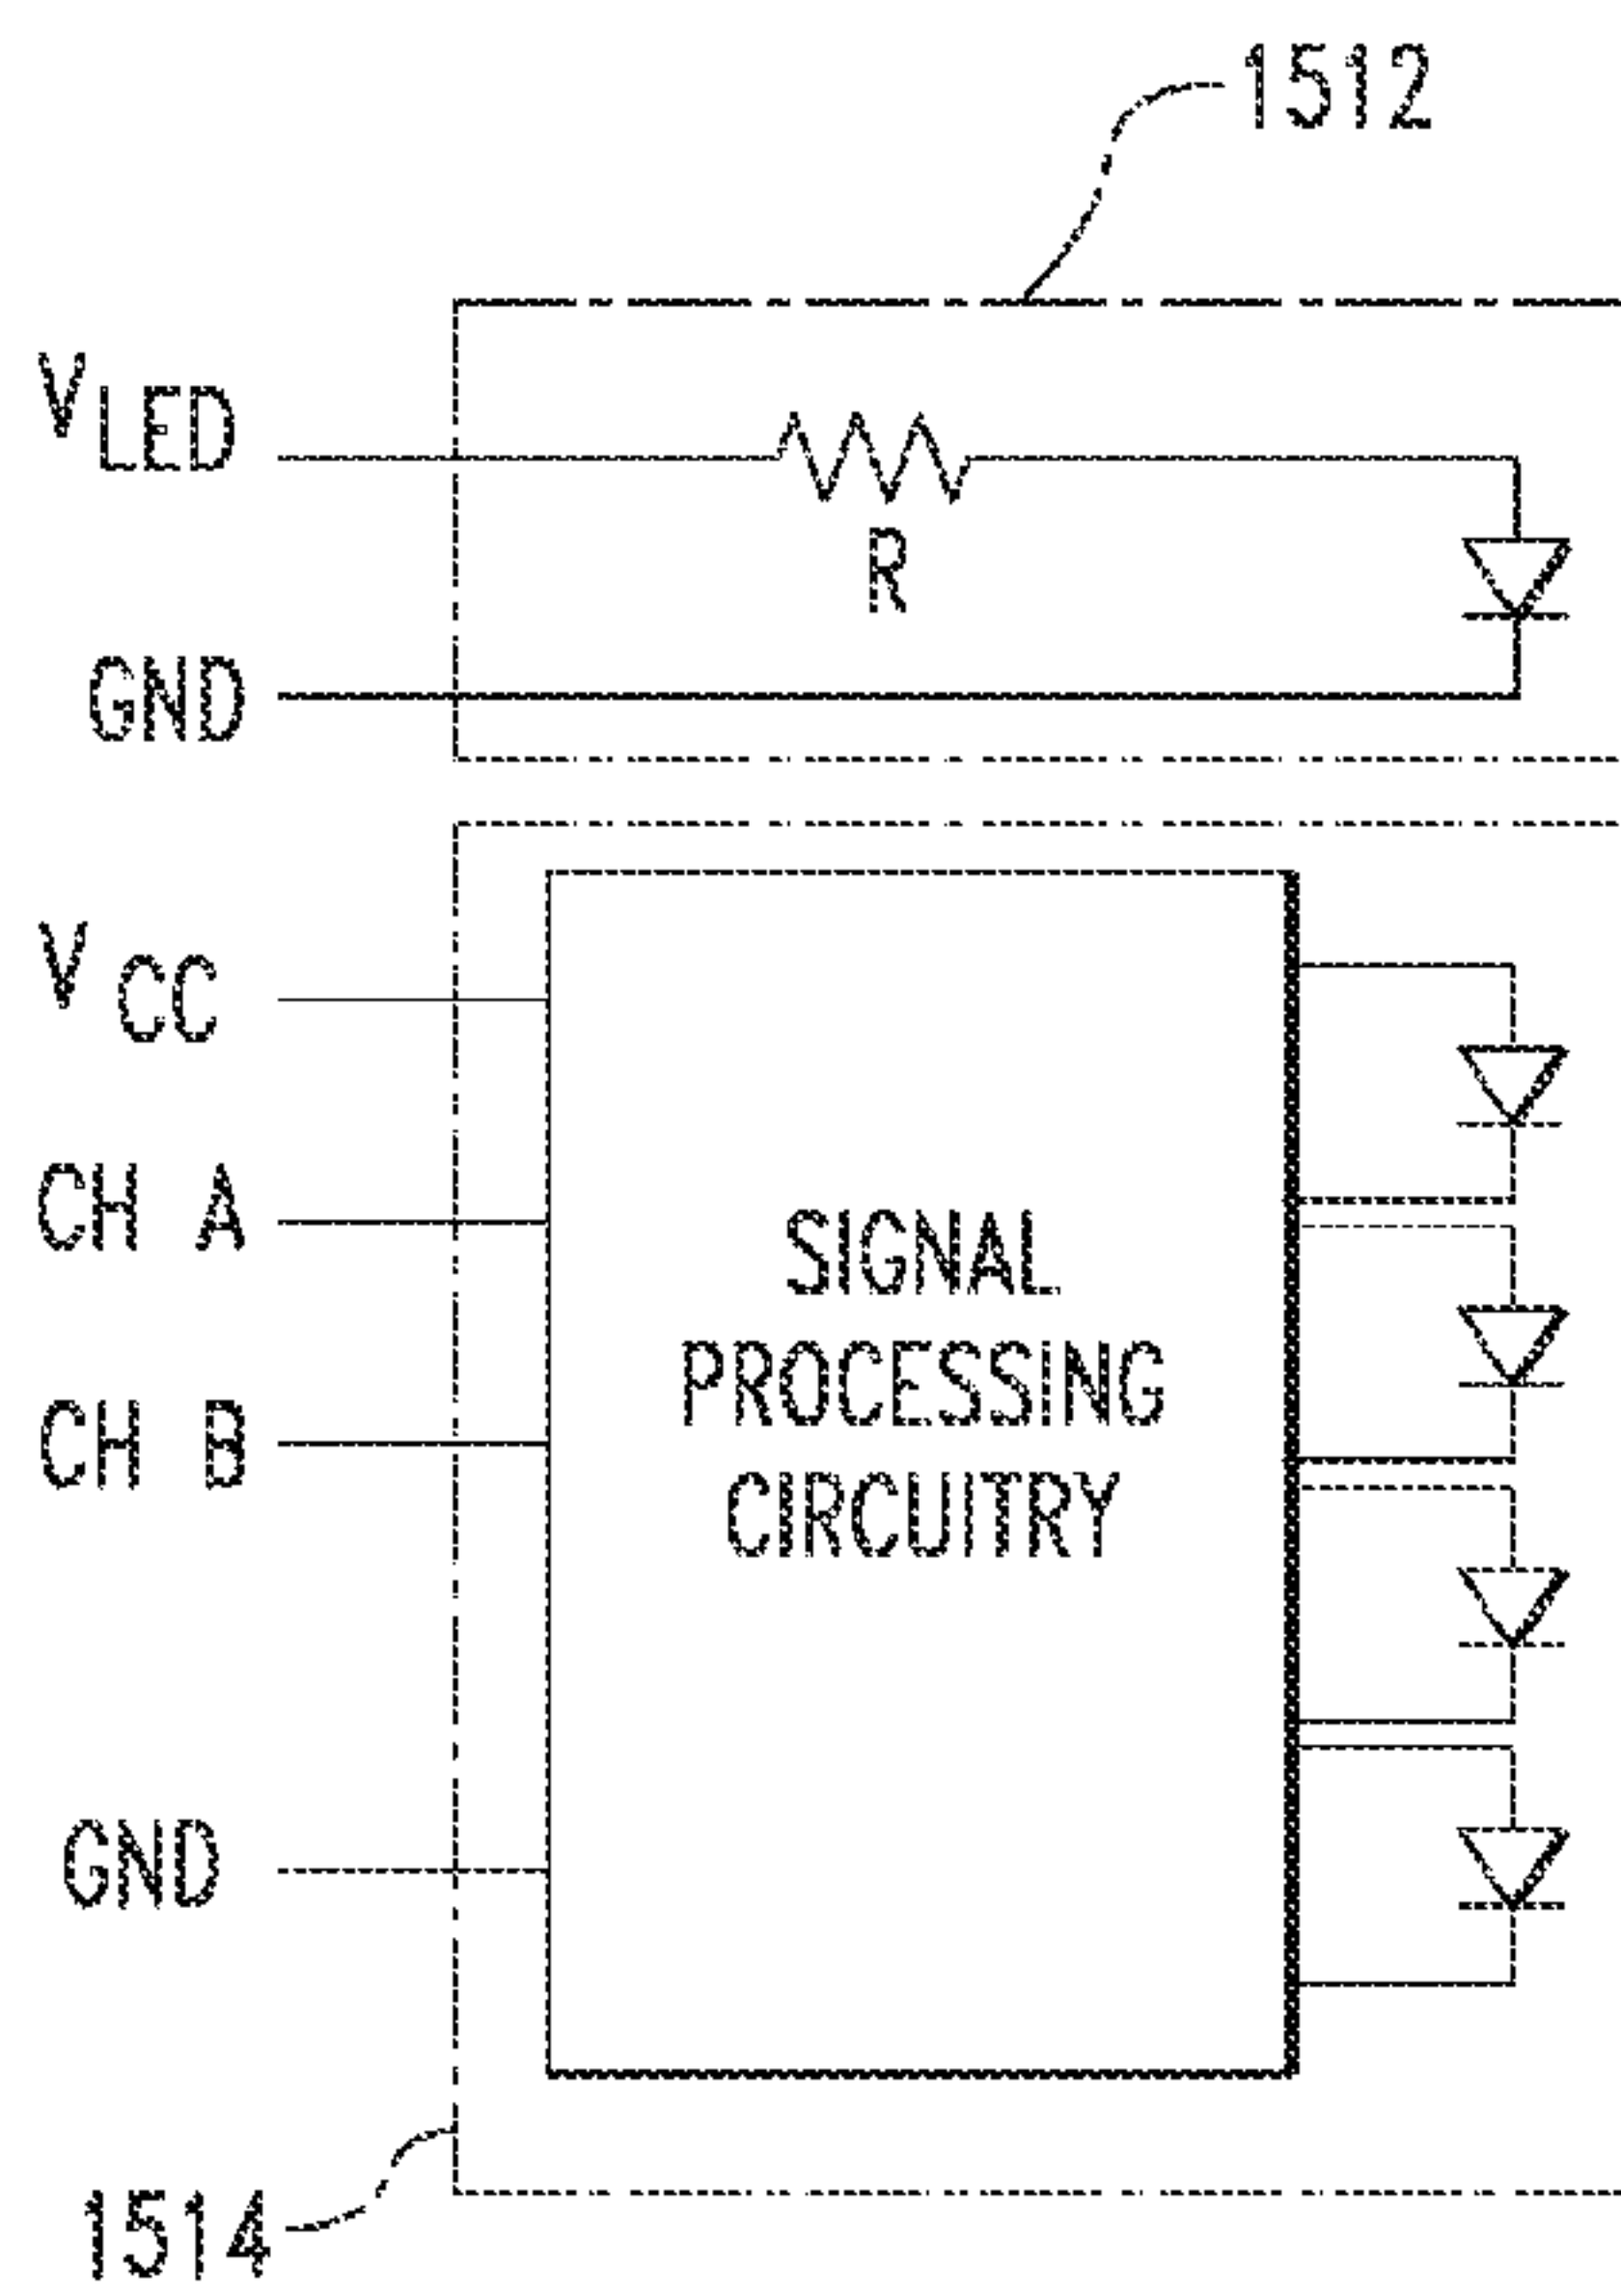 1512
VLED
R
GND
VCC
CH A
CH B
SIGNAL
PROCESSING
CIRCUITRY
GND
1514